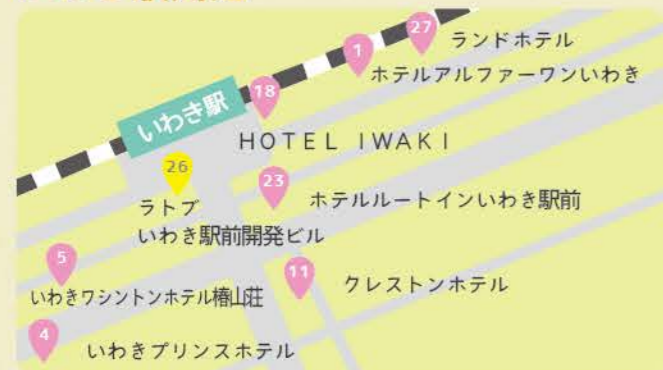 27
ランドホテル
1
ホテルアルファーワンいわき
18
いわき駅
HOTEL IWAKI
26
23
ホテルルートインいわき駅前
ラトブ
いわき駅前開発ビル
5
11
クレストンホテル
いわきワシントンホテル椿山荘
4
いわきプリンスホテル